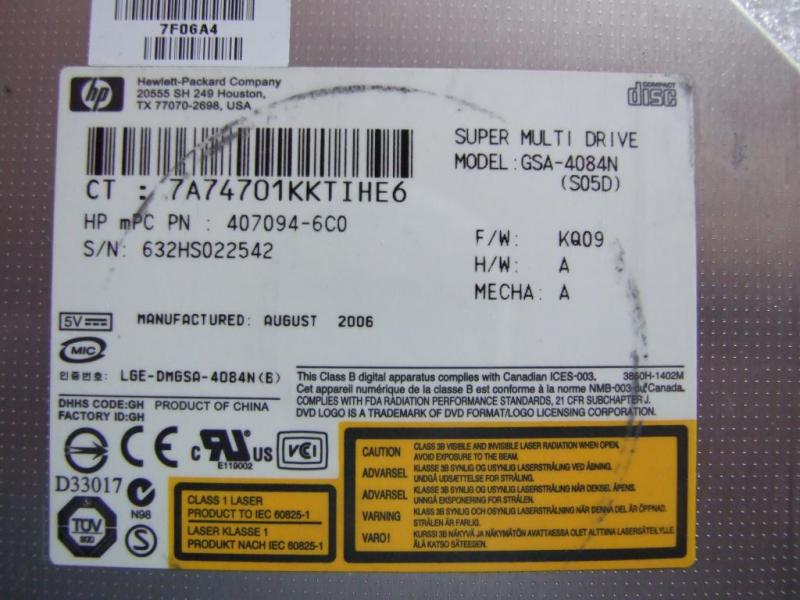 7F06A4
hp
Hewlett-Packard Company
20555 SH 249 Houston,
TX 77070-2698, USA
COMPACT
disc
SUPER MULTI DRIVE
MODEL:GSA-4084N
(S05D)
CT : 7A74701KKTIHE6
HP mPC PN : 407094-6C0
S/N: 632HS022542
F/W: KQ09
H/W: A
MECHA: A
5V
MANUFACTURED: AUGUST 2006
MIC
인증번호: LGE-DMGSA-4084N(B)
This Class B digital apparatus complies with Canadian ICES-003. 3850H-1402M
Cet appareil numérique de la classe B est conforme à la norme NMB-003 du Canada.
COMPLIES WITH FDA RADIATION PERFORMANCE STANDARDS, 21 CFR SUBCHAPTER J.
DVD LOGO IS A TRADEMARK OF DVD FORMAT/LOGO LICENSING CORPORATION.
DHHS CODE:GH PRODUCT OF CHINA
FACTORY ID:GH
CE
c RU US
E119002
VCI
D33017
N98
TÜV
S
CLASS 1 LASER
PRODUCT TO IEC 60825-1
LASER KLASSE 1
PRODUKT NACH IEC 60825-1
CAUTION CLASS 3B VISIBLE AND INVISIBLE LASER RADIATION WHEN OPEN.
AVOID EXPOSURE TO THE BEAM.
ADVARSEL KLASSE 3B SYNLIG OG USYNLIG LASERSTRÅLING VED ÅBNING.
UNDGÅ UDSÆTTELSE FOR STRÅLING.
ADVARSEL KLASSE 3B SYNLIG OG USYNLIG LASERSTRÅLING NÅR DEKSEL ÅPENS.
UNNGÅ EKSPONERING FOR STRÅLEN.
VARNING KLASS 3B SYNLIG OCH OSYNLIG LASERSTRÅLNING NÄR DENNA DEL ÄR ÖPPNAD.
STRÅLEN ÄR FARLIG.
VARO! KURSSI 3B NÄKYVÄ JA NÄKYMÄTÖN AVATTAESSA OLET ALTTIINA LASERSÄTEILYLLE.
ÄLÄ KATSO SÄTEESEEN.